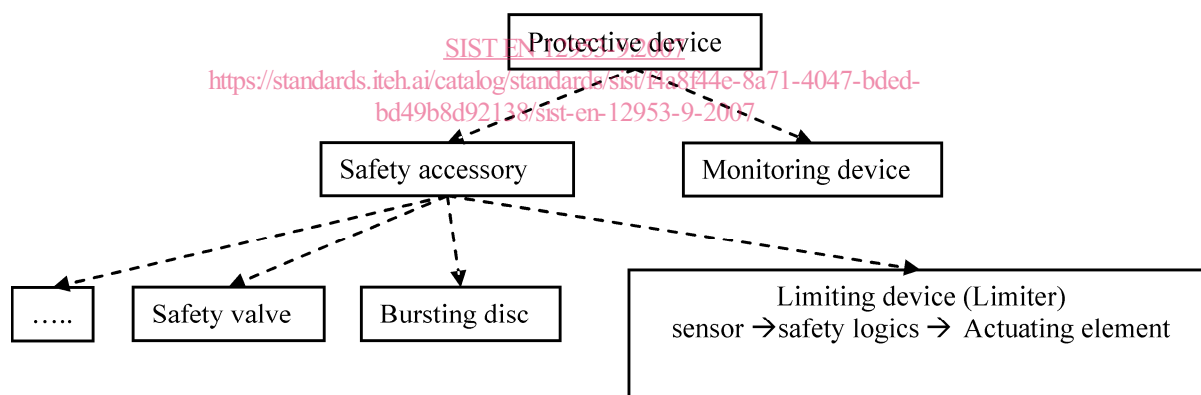 Protective device
SIST EN 12953-9:2007
https://standards.iteh.ai/catalog/standards/sist/f4a8f44e-8a71-4047-bded-
bd49b8d92138/sist-en-12953-9-2007
Safety accessory
Monitoring device
.....
Safety valve
Bursting disc
Limiting device (Limiter)
sensor → safety logics → Actuating element